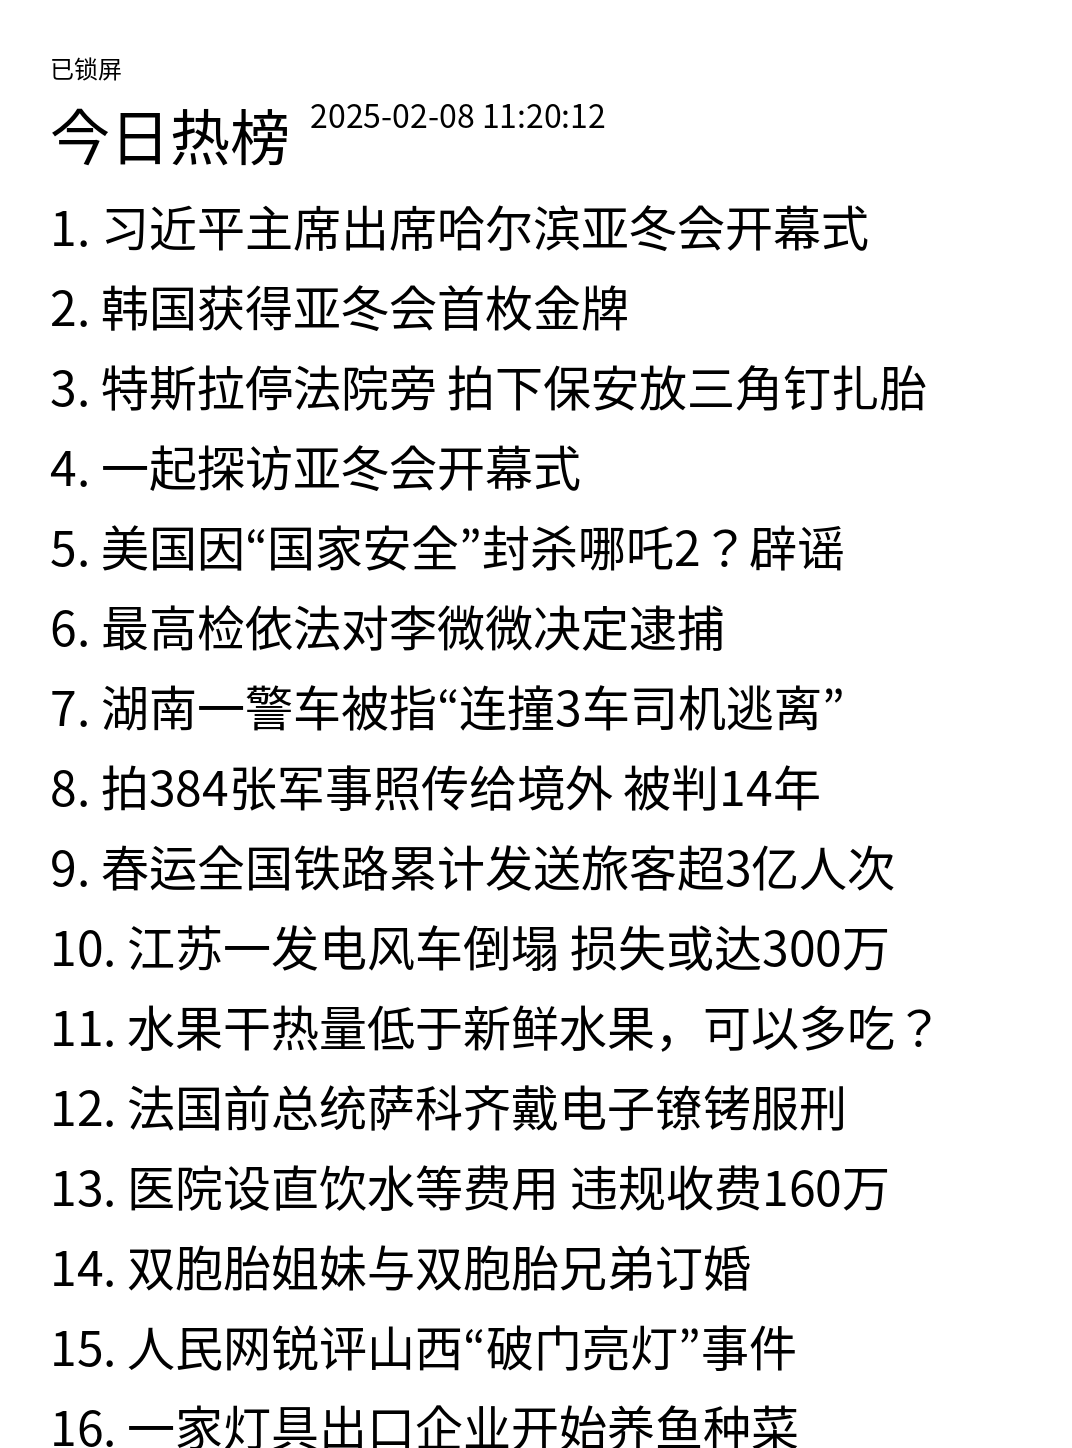 已锁屏
今日热榜 2025-02-08 11:20:12
1. 习近平主席出席哈尔滨亚冬会开幕式
2. 韩国获得亚冬会首枚金牌
3. 特斯拉停法院旁 拍下保安放三角钉扎胎
4. 一起探访亚冬会开幕式
5. 美国因“国家安全”封杀哪吒2？辟谣
6. 最高检依法对李微微决定逮捕
7. 湖南一警车被指“连撞3车司机逃离”
8. 拍384张军事照传给境外 被判14年
9. 春运全国铁路累计发送旅客超3亿人次
10. 江苏一发电风车倒塌 损失或达300万
11. 水果干热量低于新鲜水果，可以多吃？
12. 法国前总统萨科齐戴电子镣铐服刑
13. 医院设直饮水等费用 违规收费160万
14. 双胞胎姐妹与双胞胎兄弟订婚
15. 人民网锐评山西“破门亮灯”事件
16. 一家灯具出口企业开始养鱼种菜